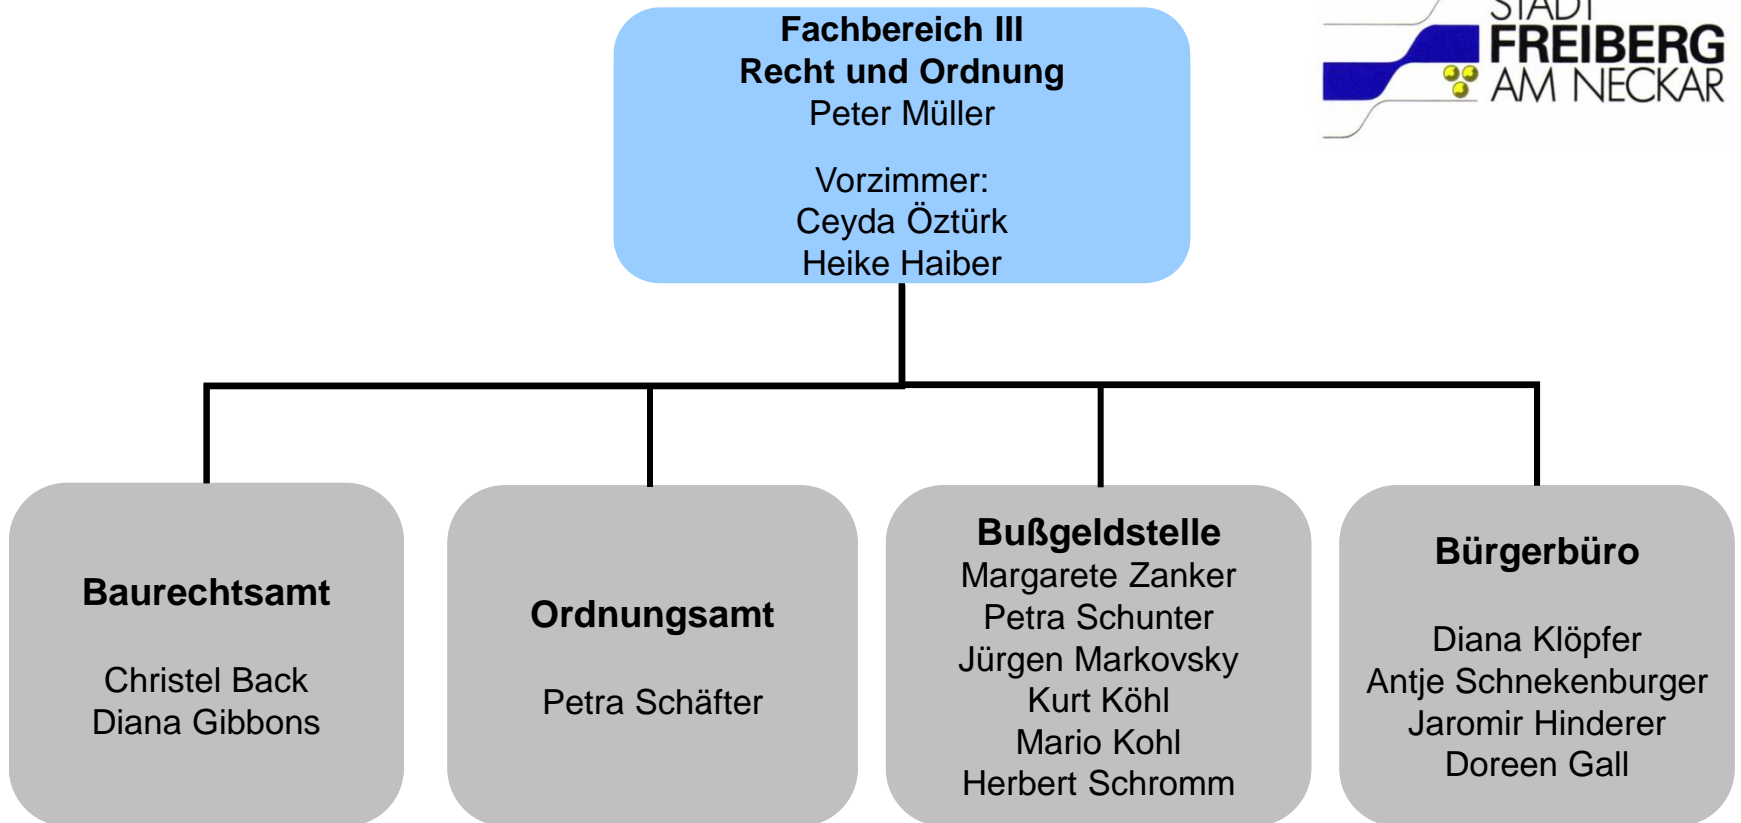 Fachbereich III
Recht und Ordnung
Peter Müller
Vorzimmer:
Ceyda Öztürk
Heike Haiber
STADT
FREIBERG
AM NECKAR
Baurechtsamt
Christel Back
Diana Gibbons
Ordnungsamt
Petra Schäfter
Bußgeldstelle
Margarete Zanker
Petra Schunter
Jürgen Markovsky
Kurt Köhl
Mario Kohl
Herbert Schromm
Bürgerbüro
Diana Klöpfer
Antje Schnekenburger
Jaromir Hinderer
Doreen Gall